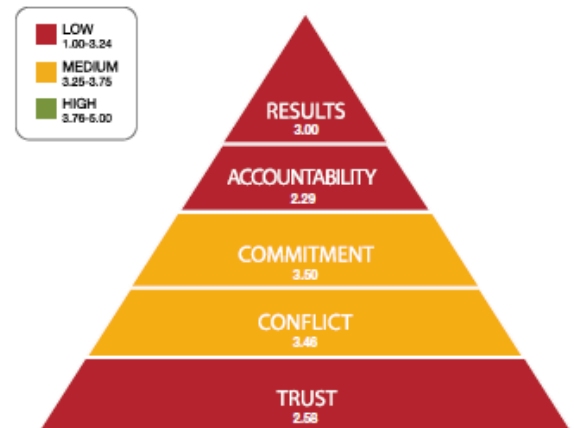 LOW
1.00-3.24
MEDIUM
3.25-3.75
HIGH
3.76-5.00
RESULTS
3.00
ACCOUNTABILITY
2.29
COMMITMENT
3.50
CONFLICT
3.46
TRUST
2.58